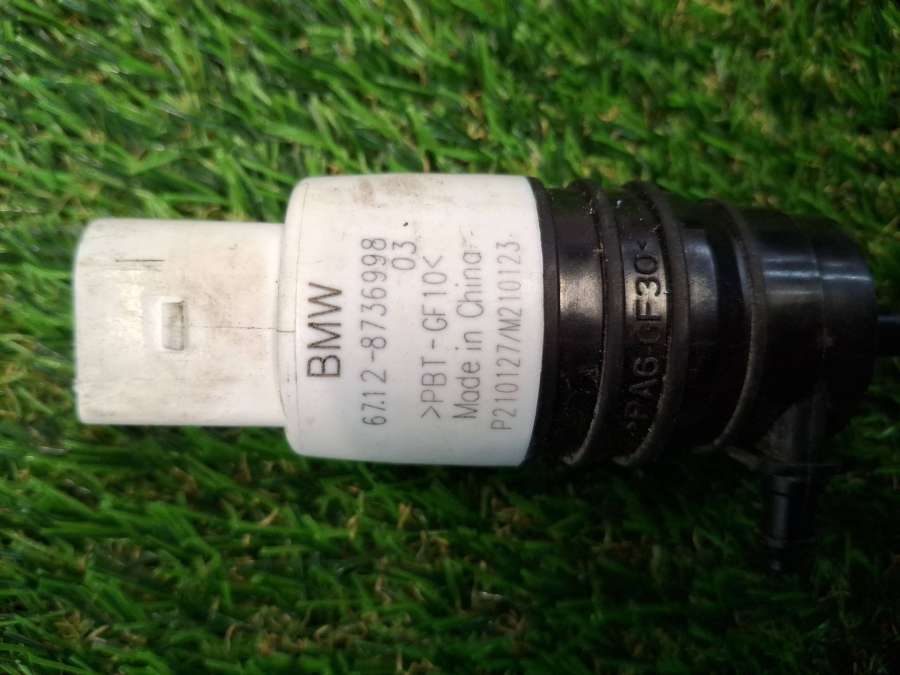 BMW
67.12-8736998
03
>PBT-GF10<
Made in China
P210127/M210123
>PA6-GF30<